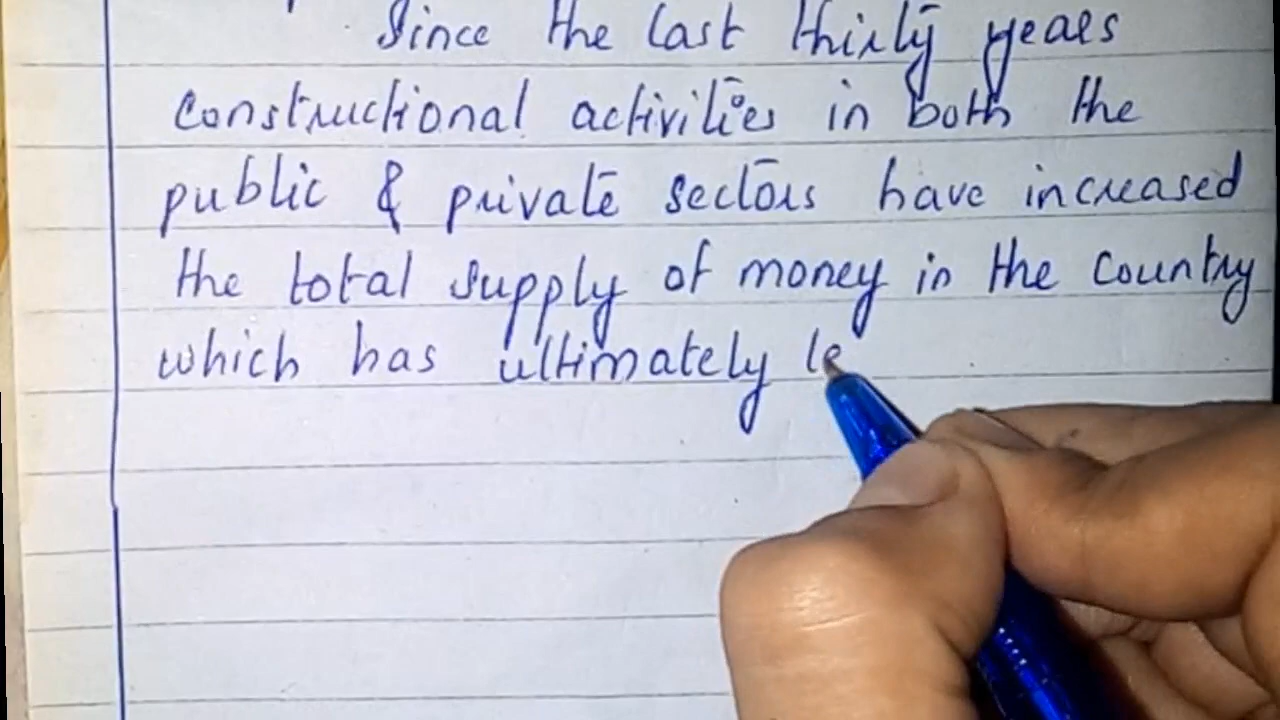 Since the last thirty years
constructional activities in both the
public & private sectors have increased
the total supply of money in the country
which has ultimately le